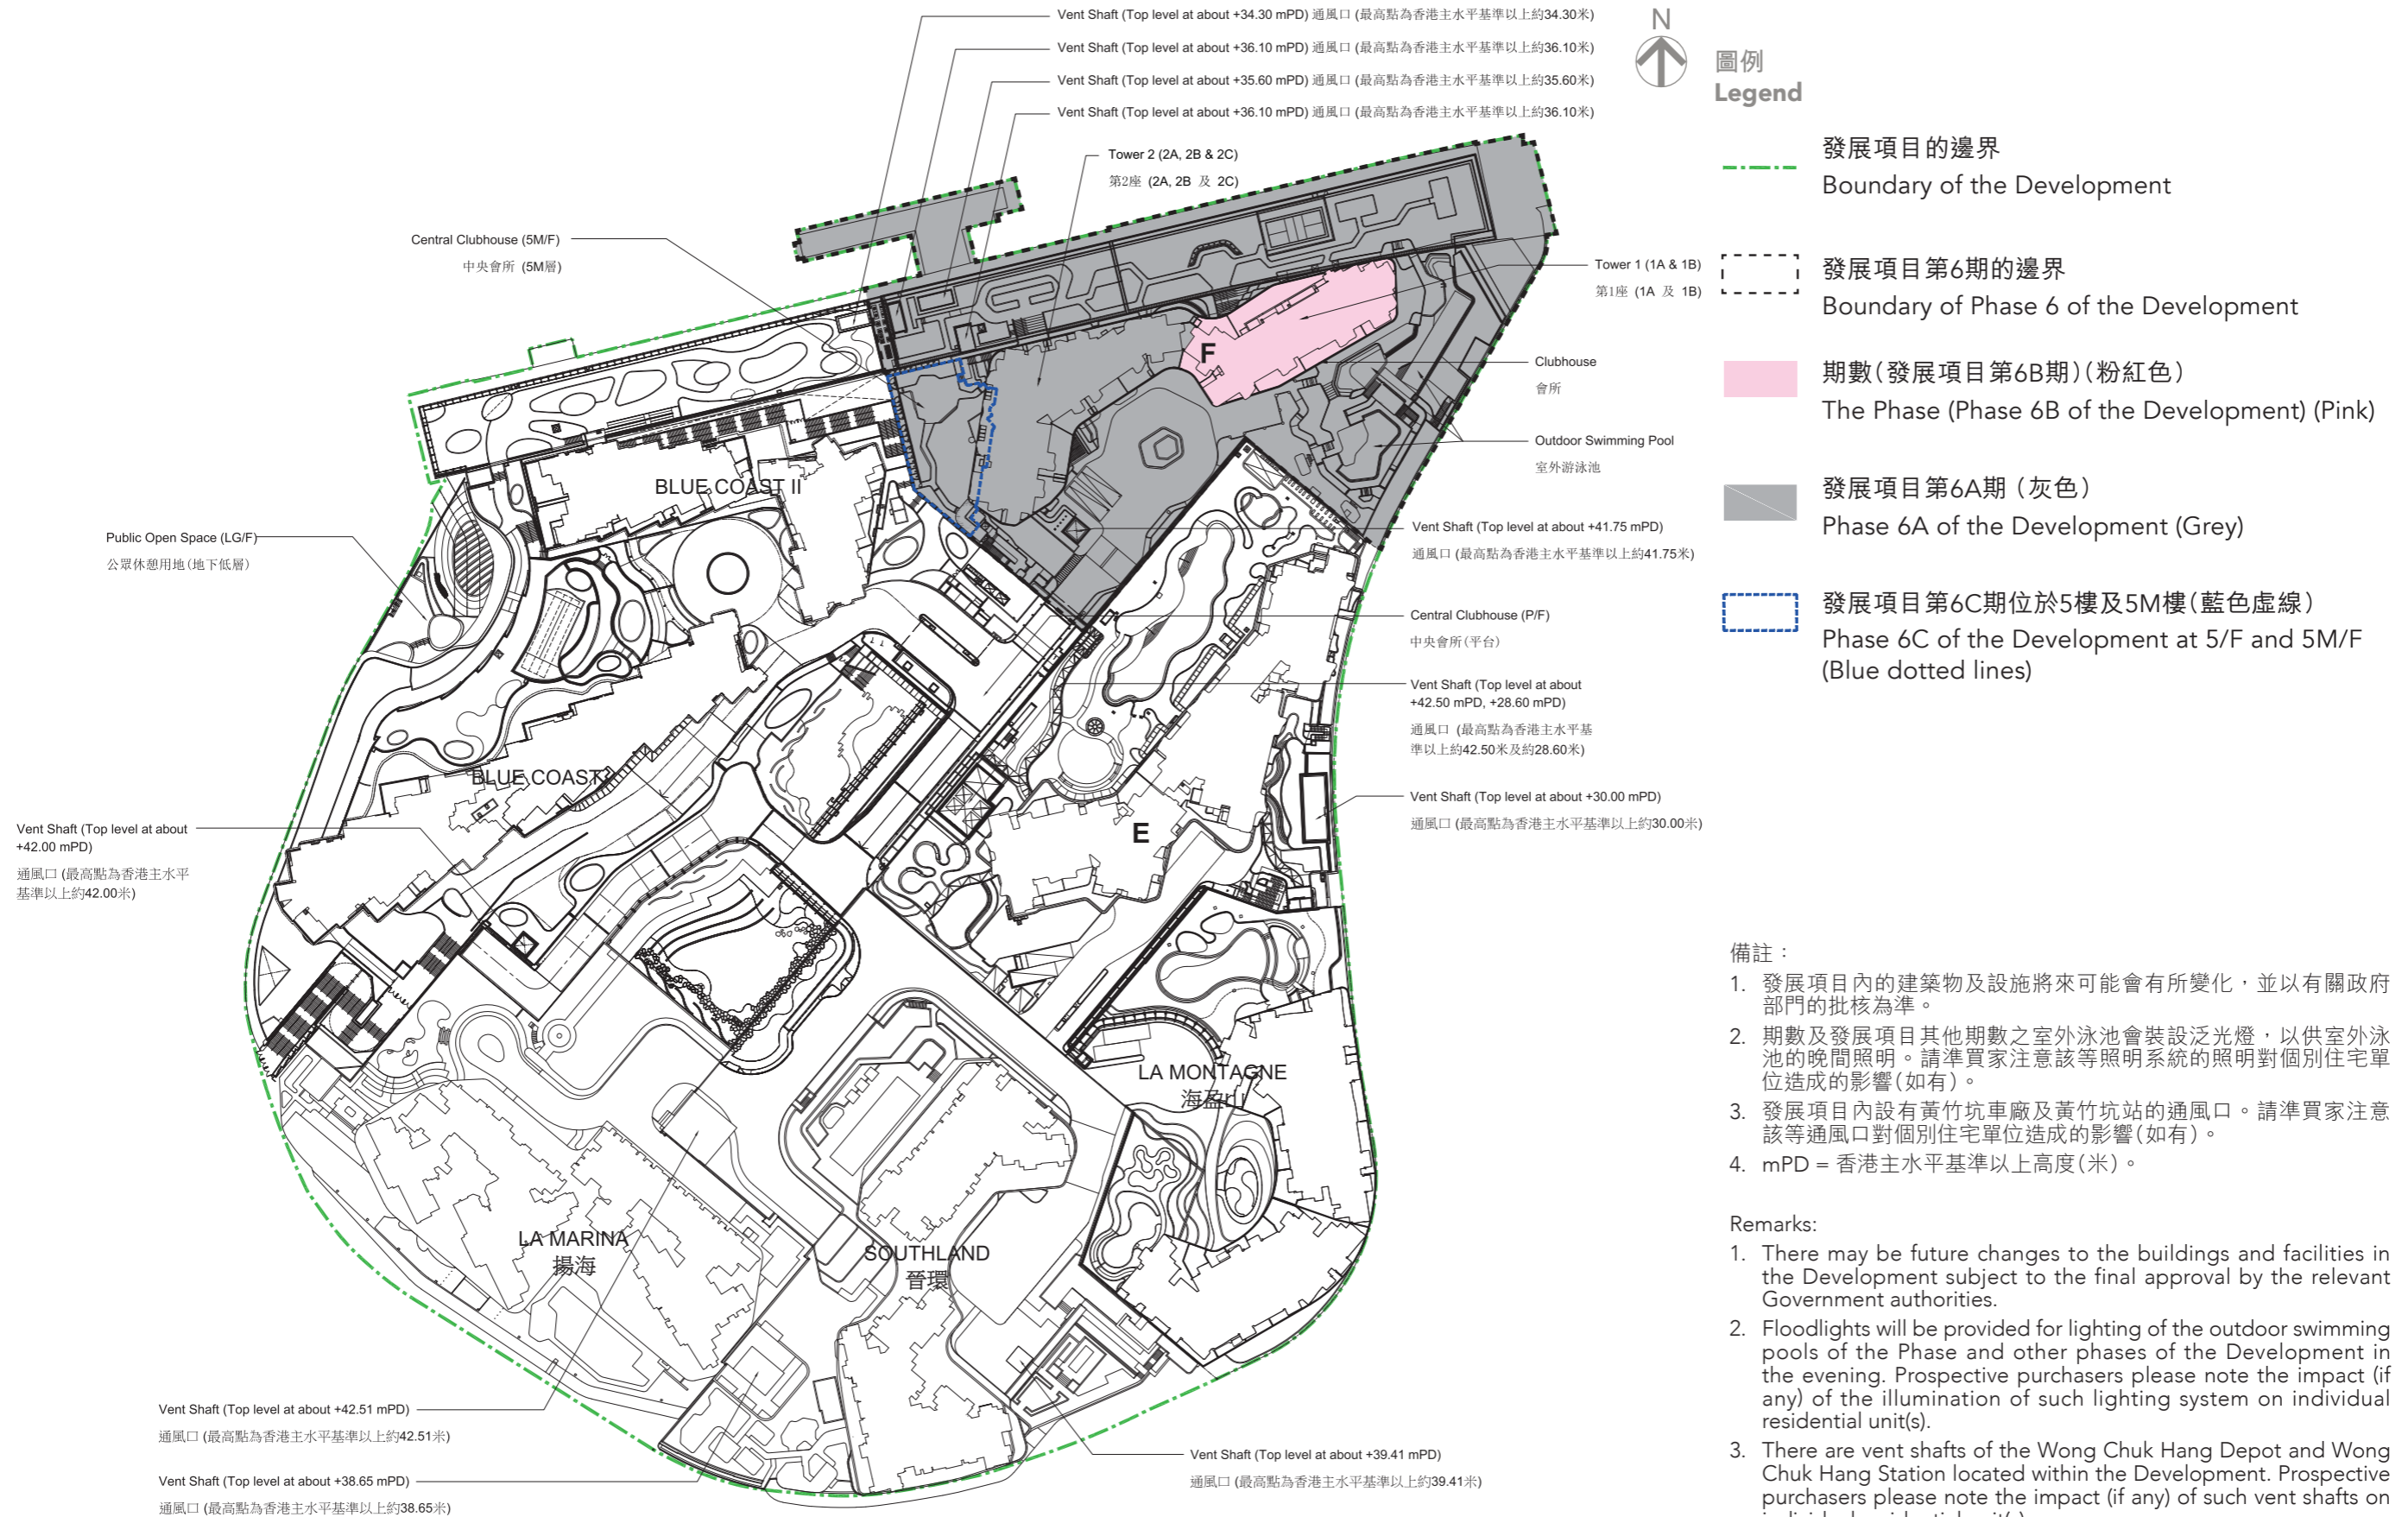 Vent Shaft (Top level at about +34.30 mPD) 通風口 (最高點為香港主水平基準以上約34.30米)
Vent Shaft (Top level at about +36.10 mPD) 通風口 (最高點為香港主水平基準以上約36.10米)
Vent Shaft (Top level at about +35.60 mPD) 通風口 (最高點為香港主水平基準以上約35.60米)
Vent Shaft (Top level at about +36.10 mPD) 通風口 (最高點為香港主水平基準以上約36.10米)
Tower 2 (2A, 2B & 2C)
第2座 (2A, 2B 及 2C)
Central Clubhouse (5M/F)
中央會所 (5M層)
Tower 1 (1A & 1B)
第1座 (1A 及 1B)
F
Clubhouse
會所
Outdoor Swimming Pool
室外游泳池
BLUE COAST II
Public Open Space (LG/F)
公眾休憩用地(地下低層)
Vent Shaft (Top level at about +41.75 mPD)
通風口 (最高點為香港主水平基準以上約41.75米)
Central Clubhouse (P/F)
中央會所(平台)
Vent Shaft (Top level at about
+42.50 mPD, +28.60 mPD)
通風口 (最高點為香港主水平基
準以上約42.50米及約28.60米)
BLUE COAST
Vent Shaft (Top level at about +30.00 mPD)
通風口 (最高點為香港主水平基準以上約30.00米)
E
Vent Shaft (Top level at about
+42.00 mPD)
通風口 (最高點為香港主水平
基準以上約42.00米)
LA MONTAGNE
海盈山
LA MARINA
揚海
SOUTHLAND
晉環
Vent Shaft (Top level at about +42.51 mPD)
通風口 (最高點為香港主水平基準以上約42.51米)
Vent Shaft (Top level at about +38.65 mPD)
通風口 (最高點為香港主水平基準以上約38.65米)
Vent Shaft (Top level at about +39.41 mPD)
通風口 (最高點為香港主水平基準以上約39.41米)
N
圖例
Legend
發展項目的邊界
Boundary of the Development
發展項目第6期的邊界
Boundary of Phase 6 of the Development
期數(發展項目第6B期)(粉紅色)
The Phase (Phase 6B of the Development) (Pink)
發展項目第6A期 (灰色)
Phase 6A of the Development (Grey)
發展項目第6C期位於5樓及5M樓(藍色虛線)
Phase 6C of the Development at 5/F and 5M/F
(Blue dotted lines)
備註：
1. 發展項目內的建築物及設施將來可能會有所變化，並以有關政府
部門的批核為準。
2. 期數及發展項目其他期數之室外泳池會裝設泛光燈，以供室外泳
池的晚間照明。請準買家注意該等照明系統的照明對個別住宅單
位造成的影響(如有)。
3. 發展項目內設有黃竹坑車廠及黃竹坑站的通風口。請準買家注意
該等通風口對個別住宅單位造成的影響(如有)。
4. mPD = 香港主水平基準以上高度(米)。
Remarks:
1. There may be future changes to the buildings and facilities in
the Development subject to the final approval by the relevant
Government authorities.
2. Floodlights will be provided for lighting of the outdoor swimming
pools of the Phase and other phases of the Development in
the evening. Prospective purchasers please note the impact (if
any) of the illumination of such lighting system on individual
residential unit(s).
3. There are vent shafts of the Wong Chuk Hang Depot and Wong
Chuk Hang Station located within the Development. Prospective
purchasers please note the impact (if any) of such vent shafts on